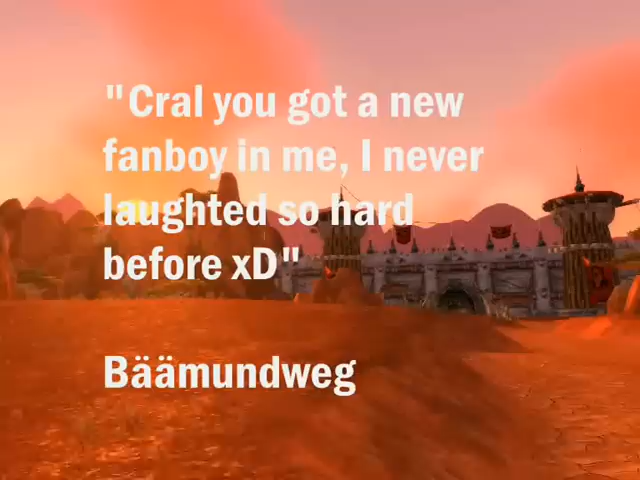 "Cral you got a new
fanboy in me, I never
laughted so hard
before xD"
Bäämundweg